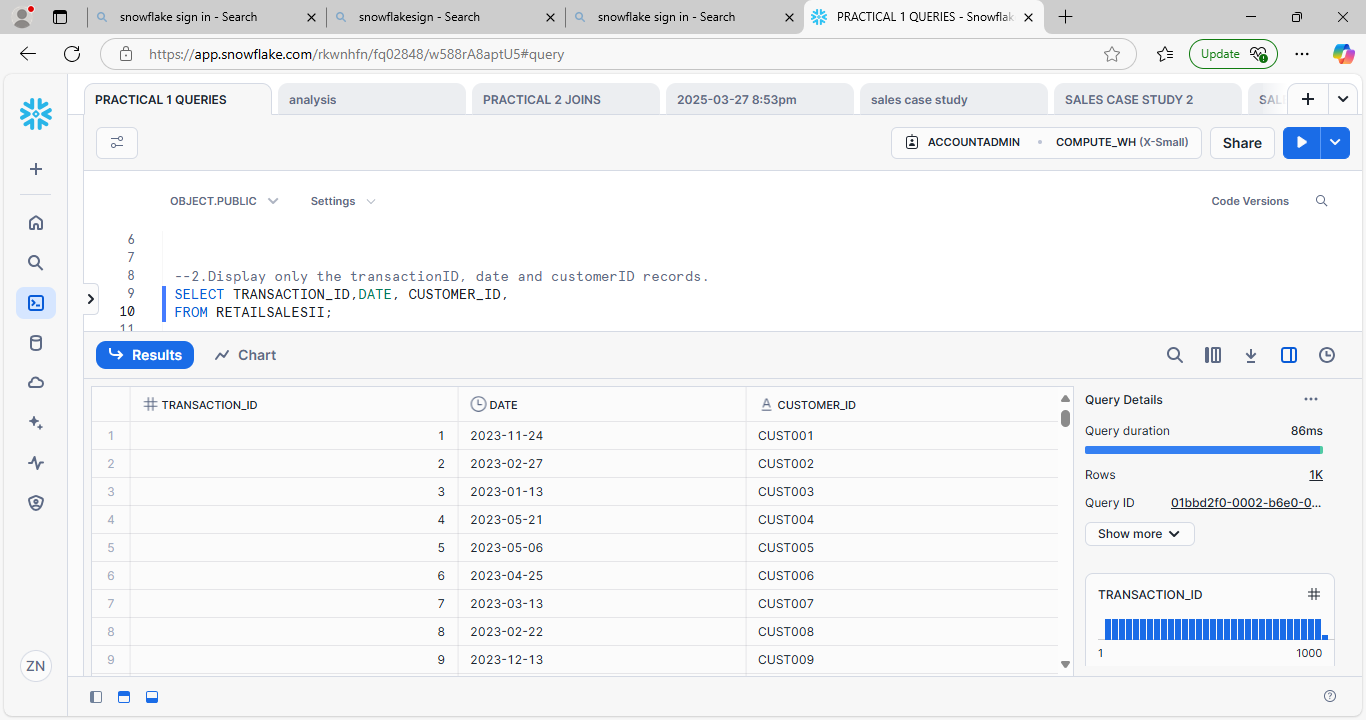 snowflake sign in - Search
snowflakesign - Search
snowflake sign in - Search
PRACTICAL 1 QUERIES - Snowflak
https://app.snowflake.com/rkwnhfn/fq02848/w588rA8aptU5#query
Update
PRACTICAL 1 QUERIES
analysis
PRACTICAL 2 JOINS
2025-03-27 8:53pm
sales case study
SALES CASE STUDY 2
SAL
ACCOUNTADMIN
COMPUTE_WH (X-Small)
Share
OBJECT.PUBLIC
Settings
Code Versions
6
7
8 --2.Display only the transactionID, date and customerID records.
9 SELECT TRANSACTION_ID,DATE, CUSTOMER_ID,
10 FROM RETAILSALESII;
11
Results
Chart
TRANSACTION_ID DATE CUSTOMER_ID
1 1 2023-11-24 CUST001
2 2 2023-02-27 CUST002
3 3 2023-01-13 CUST003
4 4 2023-05-21 CUST004
5 5 2023-05-06 CUST005
6 6 2023-04-25 CUST006
7 7 2023-03-13 CUST007
8 8 2023-02-22 CUST008
9 9 2023-12-13 CUST009
Query Details
Query duration 86ms
Rows 1K
Query ID 01bbd2f0-0002-b6e0-0...
Show more
TRANSACTION_ID
1 1000
ZN